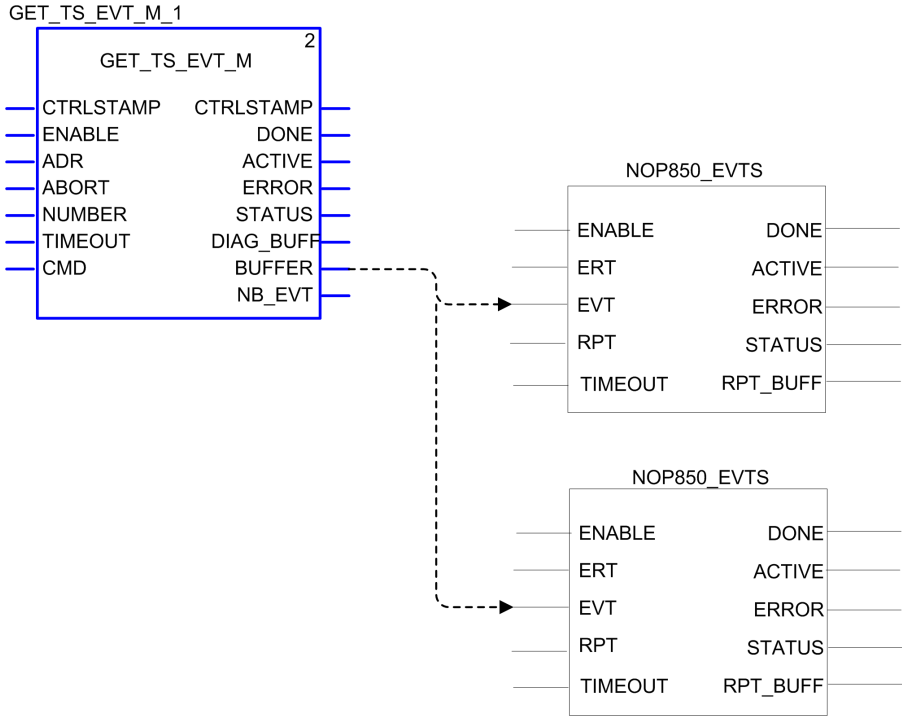 GET_TS_EVT_M_1
2
GET_TS_EVT_M
CTRLSTAMP CTRLSTAMP
ENABLE DONE
ADR ACTIVE
ABORT ERROR
NUMBER STATUS
TIMEOUT DIAG_BUFF
CMD BUFFER
NB_EVT
NOP850_EVTS
ENABLE DONE
ERT ACTIVE
EVT ERROR
RPT STATUS
TIMEOUT RPT_BUFF
NOP850_EVTS
ENABLE DONE
ERT ACTIVE
EVT ERROR
RPT STATUS
TIMEOUT RPT_BUFF